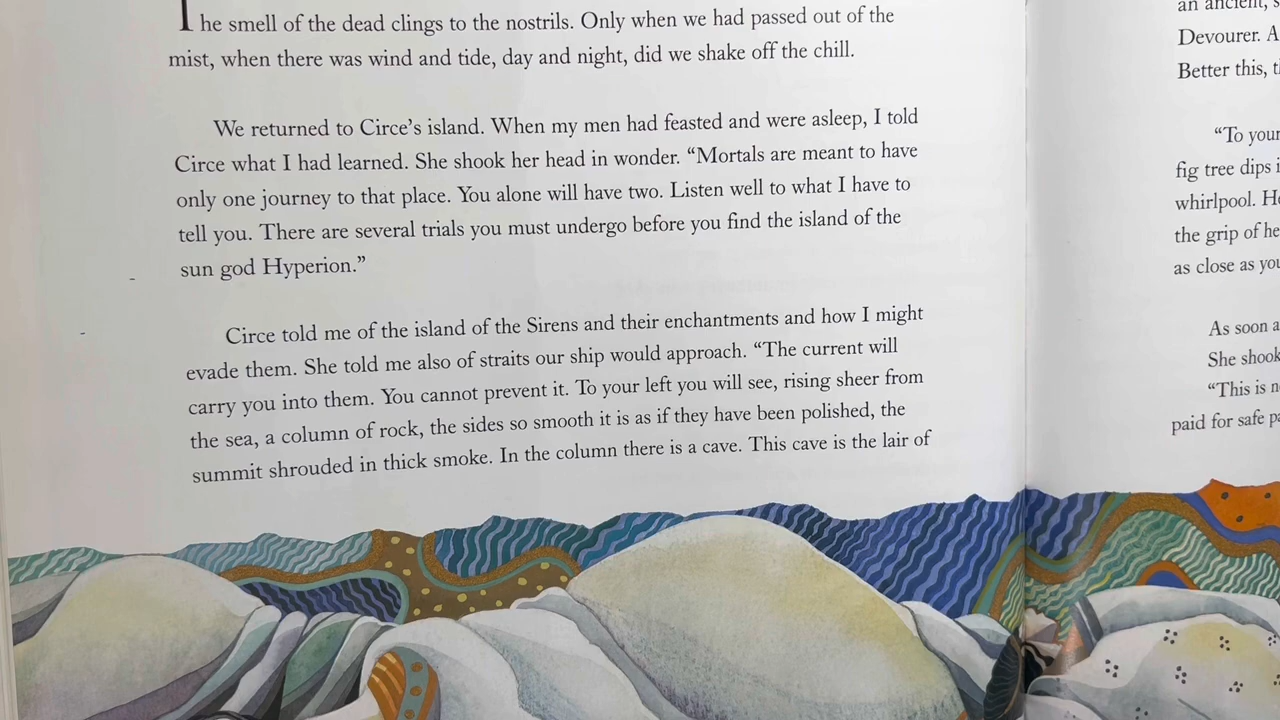 The smell of the dead clings to the nostrils. Only when we had passed out of the
mist, when there was wind and tide, day and night, did we shake off the chill.
We returned to Circe’s island. When my men had feasted and were asleep, I told
Circe what I had learned. She shook her head in wonder. “Mortals are meant to have
only one journey to that place. You alone will have two. Listen well to what I have to
tell you. There are several trials you must undergo before you find the island of the
sun god Hyperion.”
Circe told me of the island of the Sirens and their enchantments and how I might
evade them. She told me also of straits our ship would approach. “The current will
carry you into them. You cannot prevent it. To your left you will see, rising sheer from
the sea, a column of rock, the sides so smooth it is as if they have been polished, the
summit shrouded in thick smoke. In the column there is a cave. This cave is the lair of
an ancient,
Devourer. A
Better this,
“To your
fig tree dips
whirlpool.
the grip of
as close as
As soon
She shook
“This is
paid for safe